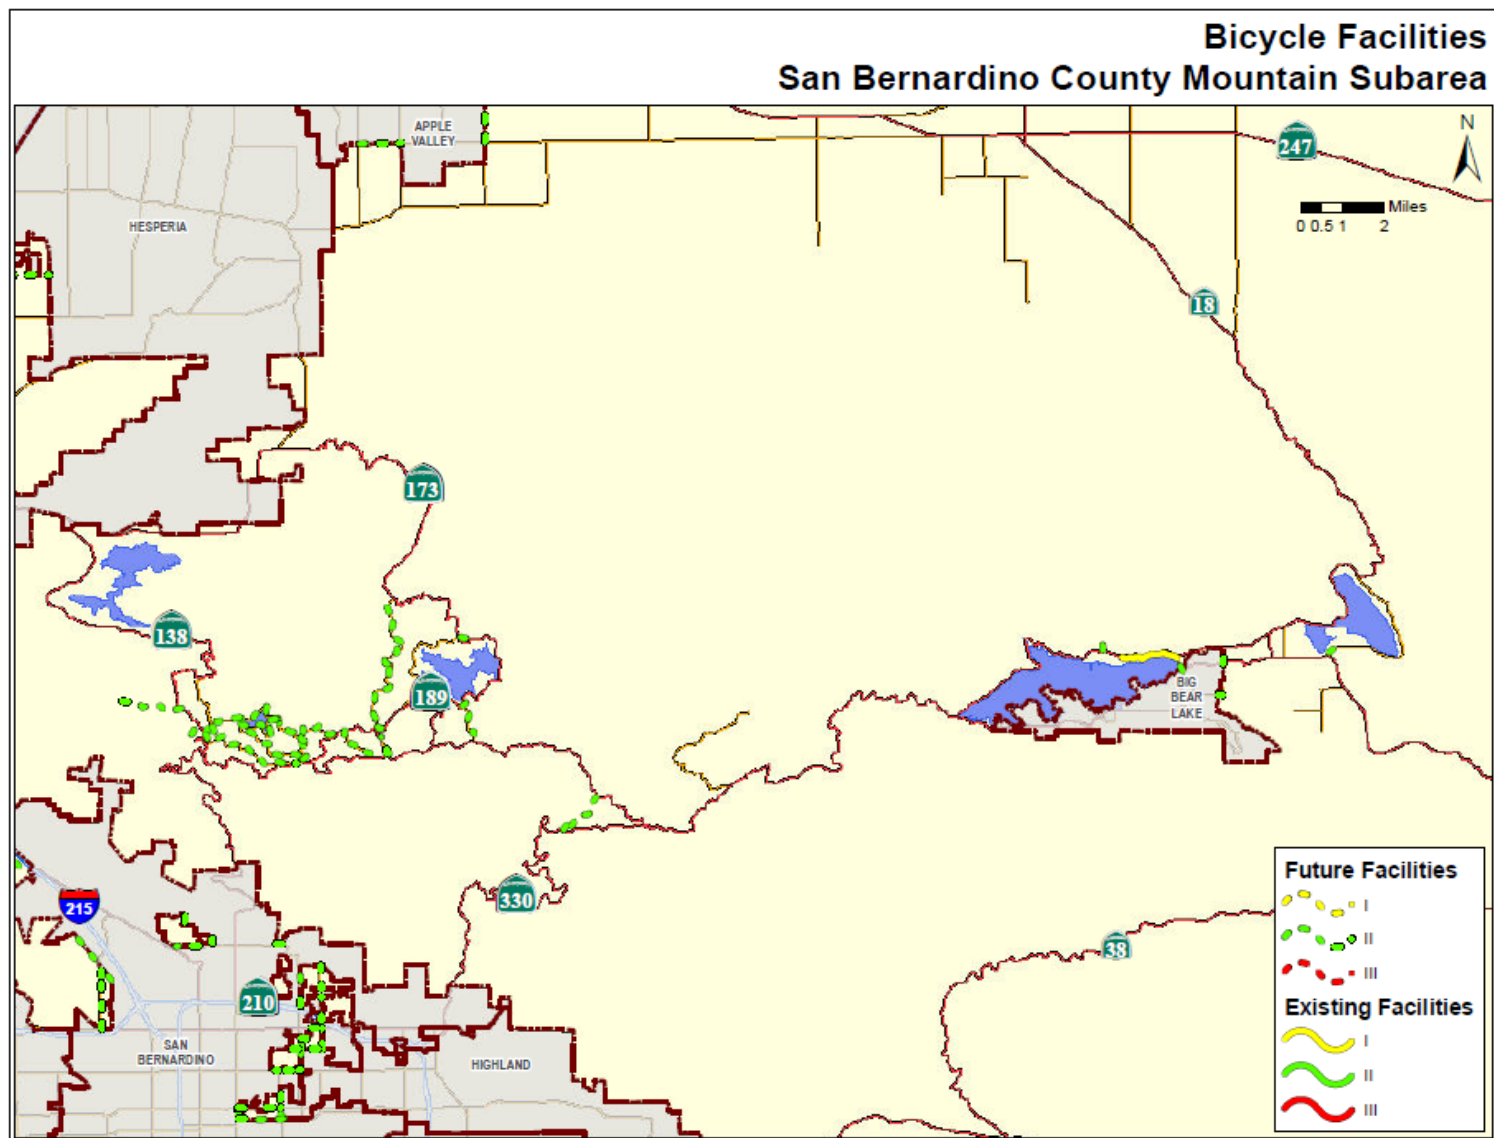 Bicycle Facilities
San Bernardino County Mountain Subarea
APPLE
VALLEY
247
N
Miles
0 0.5 1 2
HESPERIA
18
173
138
189
BIG
BEAR
LAKE
330
215
38
210
SAN
BERNARDINO
HIGHLAND
Future Facilities
I
II
III
Existing Facilities
I
II
III